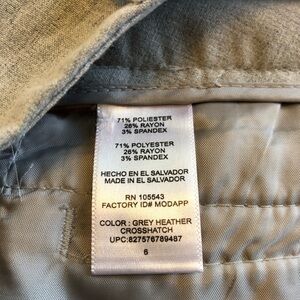 71% POLIESTER
26% RAYON
3% SPANDEX
71% POLYESTER
26% RAYON
3% SPANDEX
HECHO EN EL SALVADOR
MADE IN EL SALVADOR
RN 105543
FACTORY ID# MODAPP
COLOR : GREY HEATHER
CROSSHATCH
UPC:827576789487
6